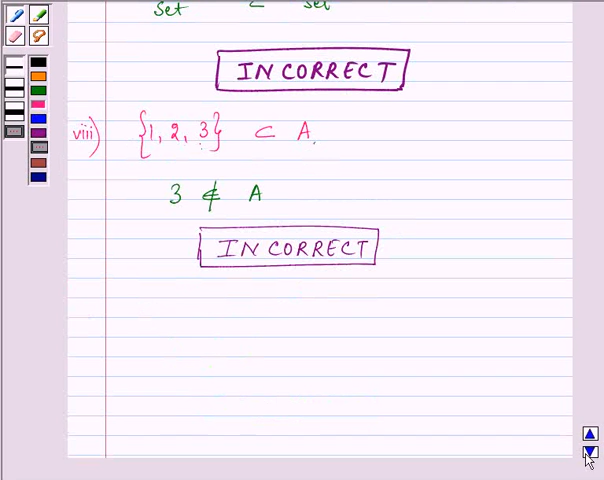 Set ⊂ Set
INCORRECT
viii) {1, 2, 3} ⊂ A
3 ∉ A
INCORRECT